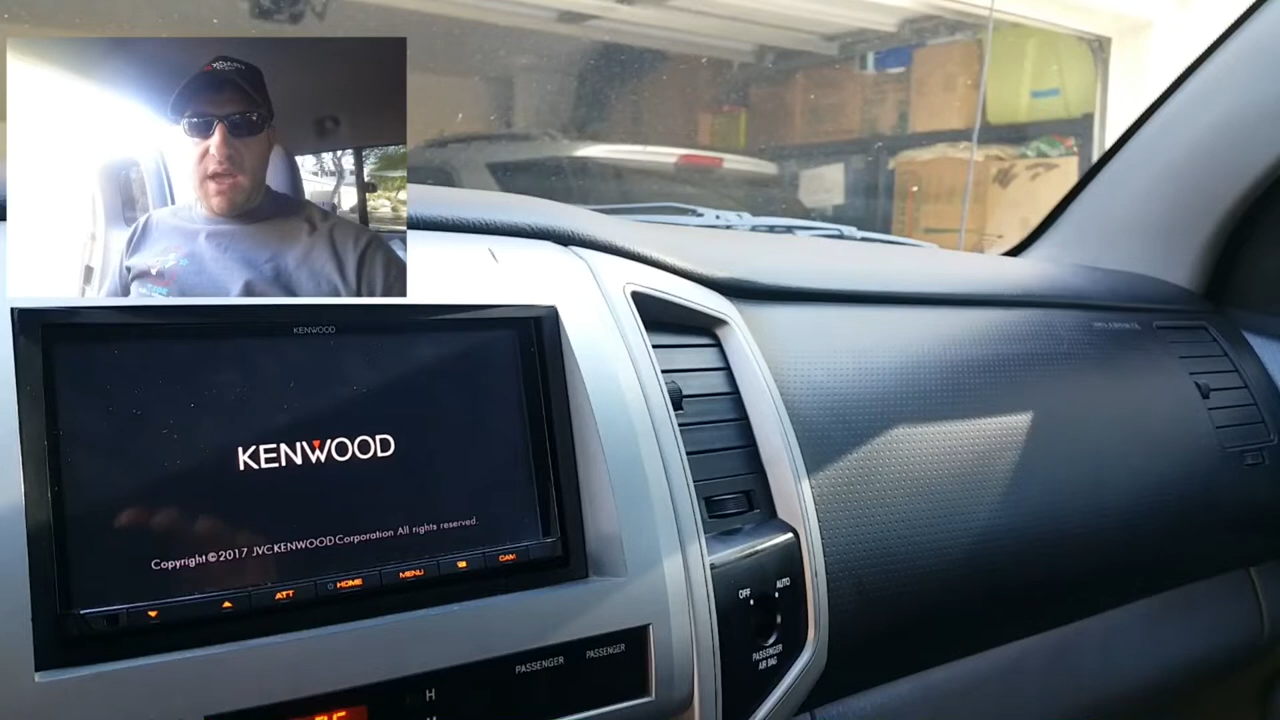 KENWOOD
KENWOOD
Copyright©2017 JVCKENWOOD Corporation All rights reserved.
ATT
HOME
MENU
CAM
OFF
AUTO
PASSENGER
AIR BAG
PASSENGER
PASSENGER
H